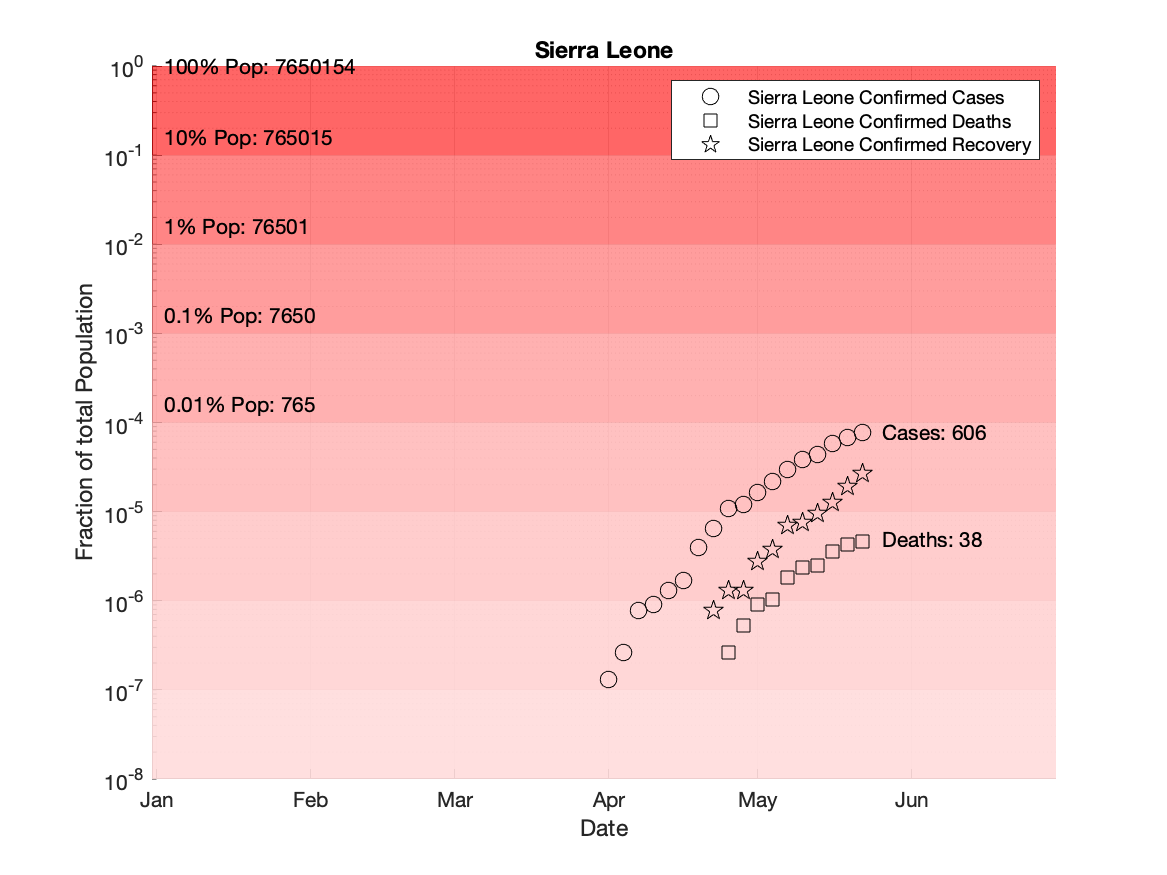 Sierra Leone
10^0
100% Pop: 7650154
Sierra Leone Confirmed Cases
Sierra Leone Confirmed Deaths
Sierra Leone Confirmed Recovery
10% Pop: 765015
10^-1
1% Pop: 76501
10^-2
0.1% Pop: 7650
10^-3
0.01% Pop: 765
10^-4
Cases: 606
10^-5
Deaths: 38
10^-6
10^-7
10^-8
Fraction of total Population
Jan Feb Mar Apr May Jun
Date